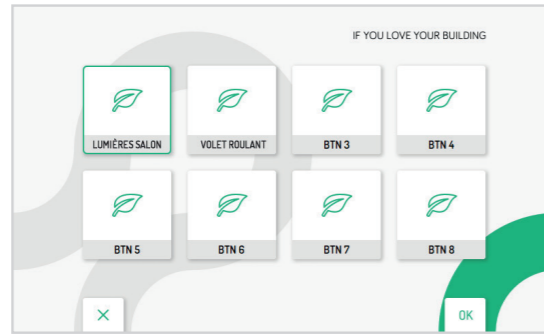 IF YOU LOVE YOUR BUILDING
LUMIÈRES SALON
VOLET ROULANT
BTN 3
BTN 4
BTN 5
BTN 6
BTN 7
BTN 8
OK